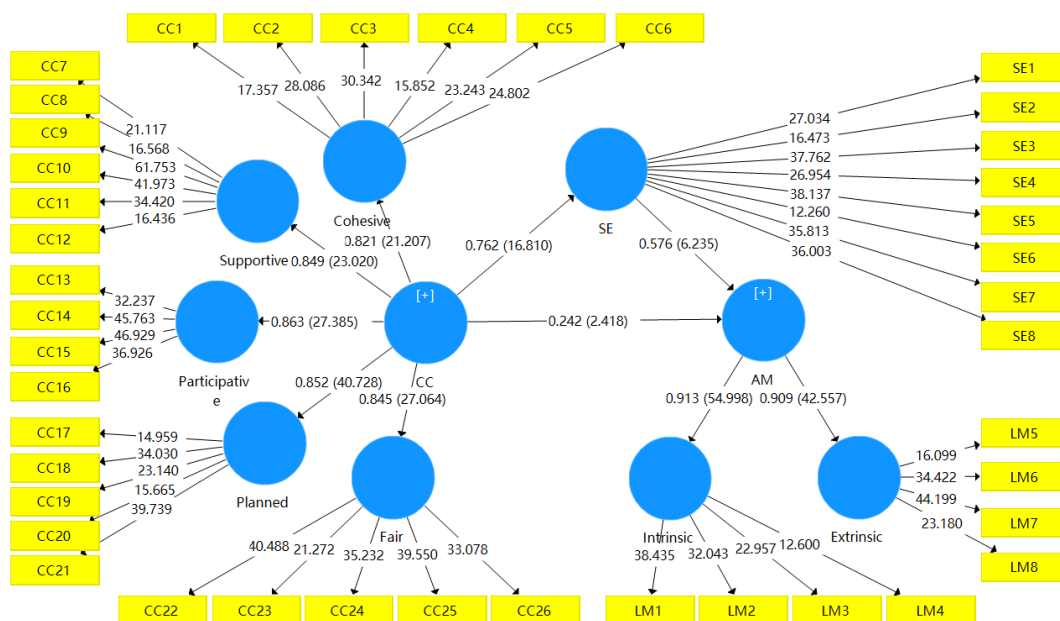 CC1
CC2
CC3
CC4
CC5
CC6
17.357
28.086
30.342
15.852
23.243
24.802
CC7
CC8
CC9
CC10
CC11
CC12
21.117
16.568
61.753
41.973
34.420
16.436
Cohesive
0.821 (21.207)
Supportive
0.849 (23.020)
SE
SE1
SE2
SE3
SE4
SE5
SE6
SE7
SE8
27.034
16.473
37.762
26.954
38.137
12.260
35.813
36.003
0.762 (16.810)
0.576 (6.235)
CC13
CC14
CC15
CC16
32.237
45.763
46.929
36.926
Participativ
e
0.863 (27.385)
[+]
CC
0.242 (2.418)
[+]
AM
0.852 (40.728)
0.845 (27.064)
0.913 (54.998)
0.909 (42.557)
CC17
CC18
CC19
CC20
CC21
14.959
34.030
23.140
15.665
39.739
Planned
Fair
40.488
21.272
35.232
39.550
33.078
CC22
CC23
CC24
CC25
CC26
Intrinsic
38.435
32.043
22.957
12.600
LM1
LM2
LM3
LM4
Extrinsic
16.099
34.422
44.199
23.180
LM5
LM6
LM7
LM8